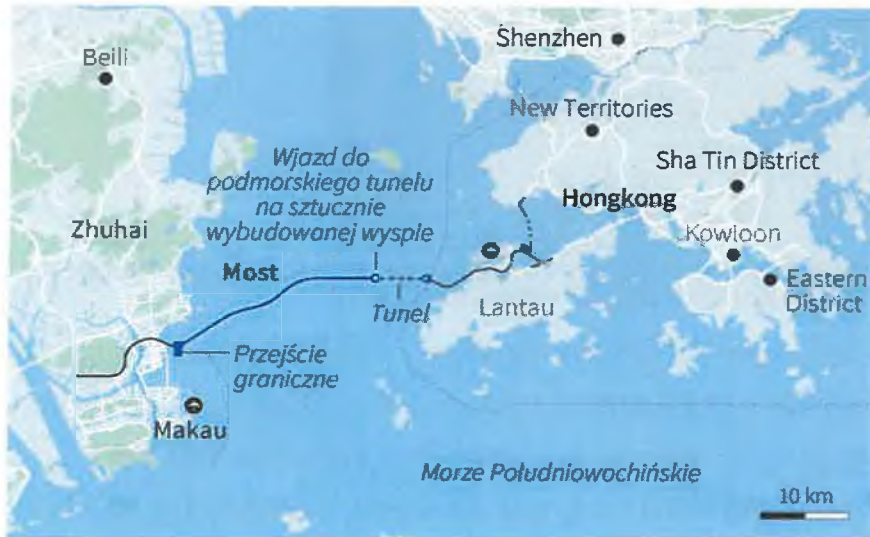 Beili
Shenzhen
New Territories
Sha Tin District
Wjazd do
podmorskiego tunelu
na sztucznie
wybudowanej wyspie
Hongkong
Zhuhai
Kowloon
Most
Eastern
District
Tunel
Lantau
Przejście
graniczne
Makau
Morze Południowochińskie
10 km